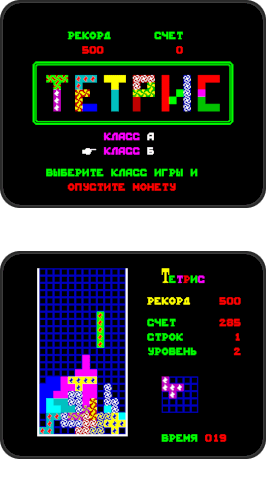 РЕКОРД СЧЕТ
500 0
ТЕТРИС
КЛАСС А
КЛАСС Б
ВЫБЕРИТЕ КЛАСС ИГРЫ И
ОПУСТИТЕ МОНЕТУ
ТЕТРИС
РЕКОРД 500
СЧЕТ 285
СТРОК 1
УРОВЕНЬ 2
ВРЕМЯ 019